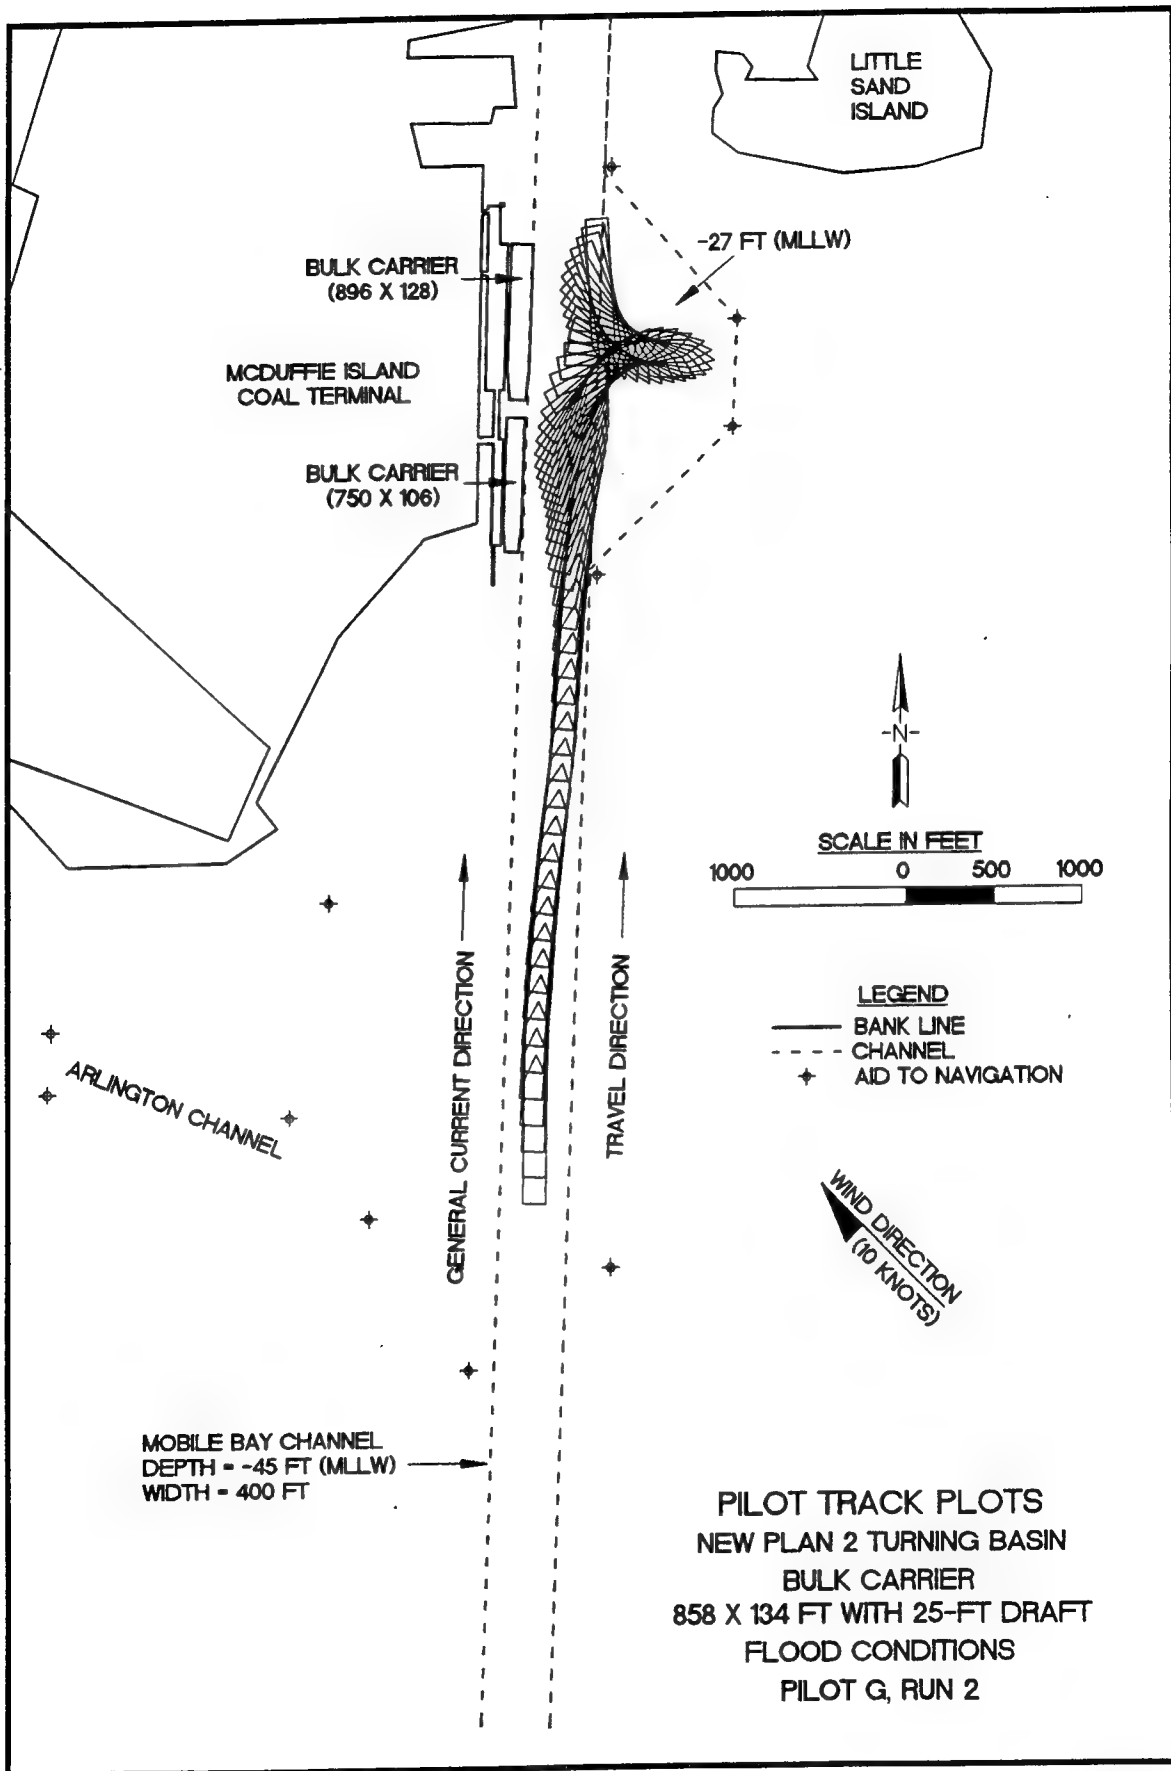 LITTLE
SAND
ISLAND
-27 FT (MLLW)
BULK CARRIER
(896 X 128)
MCDUFFIE ISLAND
COAL TERMINAL
BULK CARRIER
(750 X 106)
-N-
SCALE IN FEET
1000 0 500 1000
GENERAL CURRENT DIRECTION
TRAVEL DIRECTION
LEGEND
BANK LINE
CHANNEL
AID TO NAVIGATION
ARLINGTON CHANNEL
WIND DIRECTION
(10 KNOTS)
MOBILE BAY CHANNEL
DEPTH = -45 FT (MLLW)
WIDTH = 400 FT
PILOT TRACK PLOTS
NEW PLAN 2 TURNING BASIN
BULK CARRIER
858 X 134 FT WITH 25-FT DRAFT
FLOOD CONDITIONS
PILOT G, RUN 2